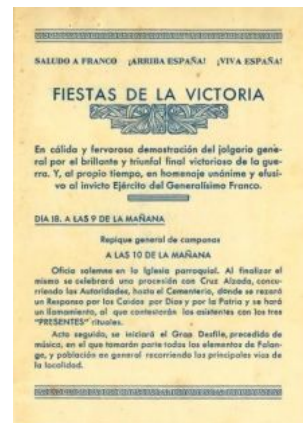 SALUDO A FRANCO ¡ARRIBA ESPAÑA! ¡VIVA ESPAÑA!
FIESTAS DE LA VICTORIA
En cálida y fervorosa demostración del jolgorio gene-
ral por el brillante y triunfal final victorioso de la gue-
rra. Y, al propio tiempo, en homenaje unánime y efusi-
vo al invicto Ejército del Generalísimo Franco.
DÍA 18. A LAS 9 DE LA MAÑANA
Repique general de campanas
A LAS 10 DE LA MAÑANA
Oficio solemne en la Iglesia parroquial. Al finalizar el
mismo se celebrará una procesión con Cruz Alzada, concu-
rriendo las Autoridades, hasta el Cementerio, dónde se rezará
un Responso por los Caídos por Dios y por la Patria y se hará
un llamamiento, al que contestarán los asistentes con los tres
"PRESENTES" rituales.
Acto seguido, se iniciará el Gran Desfile, precedido de
música, en el que tomarán parte todos los elementos de Falan-
ge, y población en general recorriendo las principales vías de
la localidad.